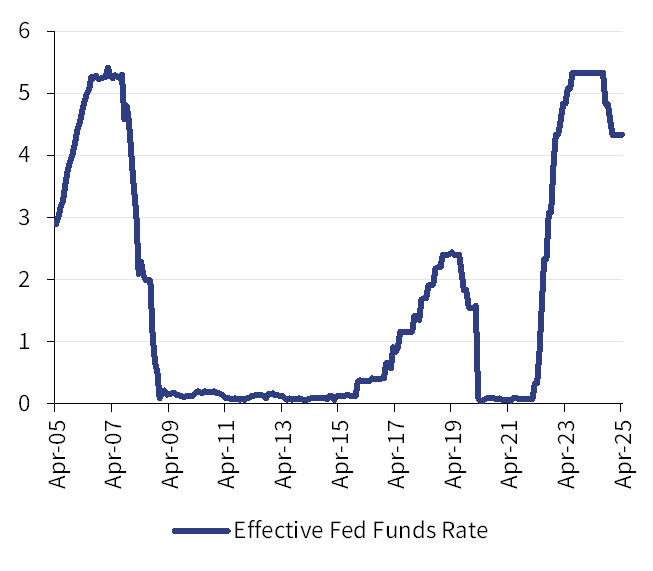 6
5
4
3
2
1
0
Apr-05
Apr-07
Apr-09
Apr-11
Apr-13
Apr-15
Apr-17
Apr-19
Apr-21
Apr-23
Apr-25
Effective Fed Funds Rate